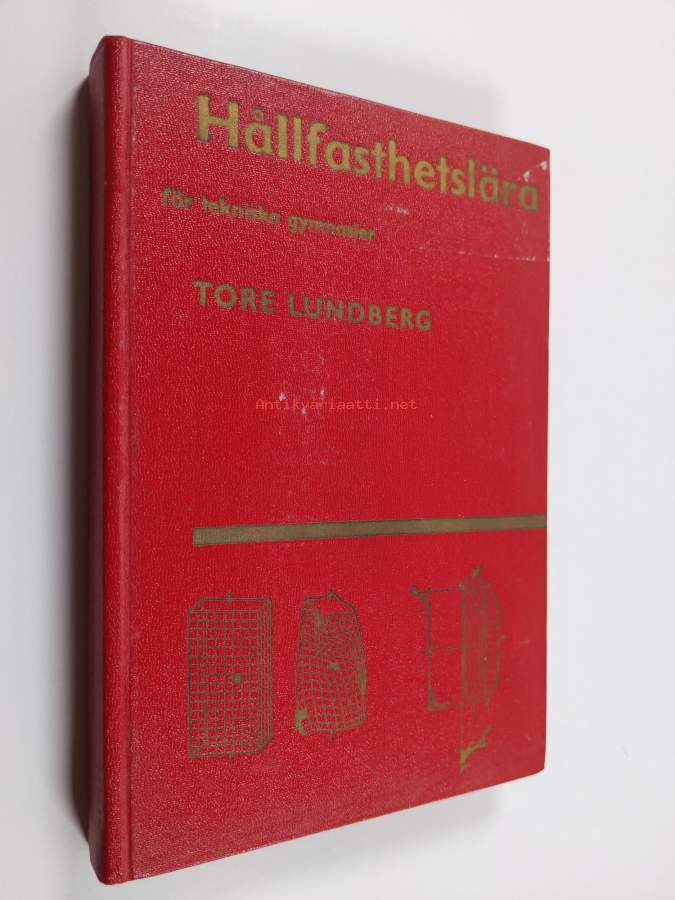 Hållfasthetslära
för tekniska gymnasier
TORE LUNDBERG
Antikvariaatti.net